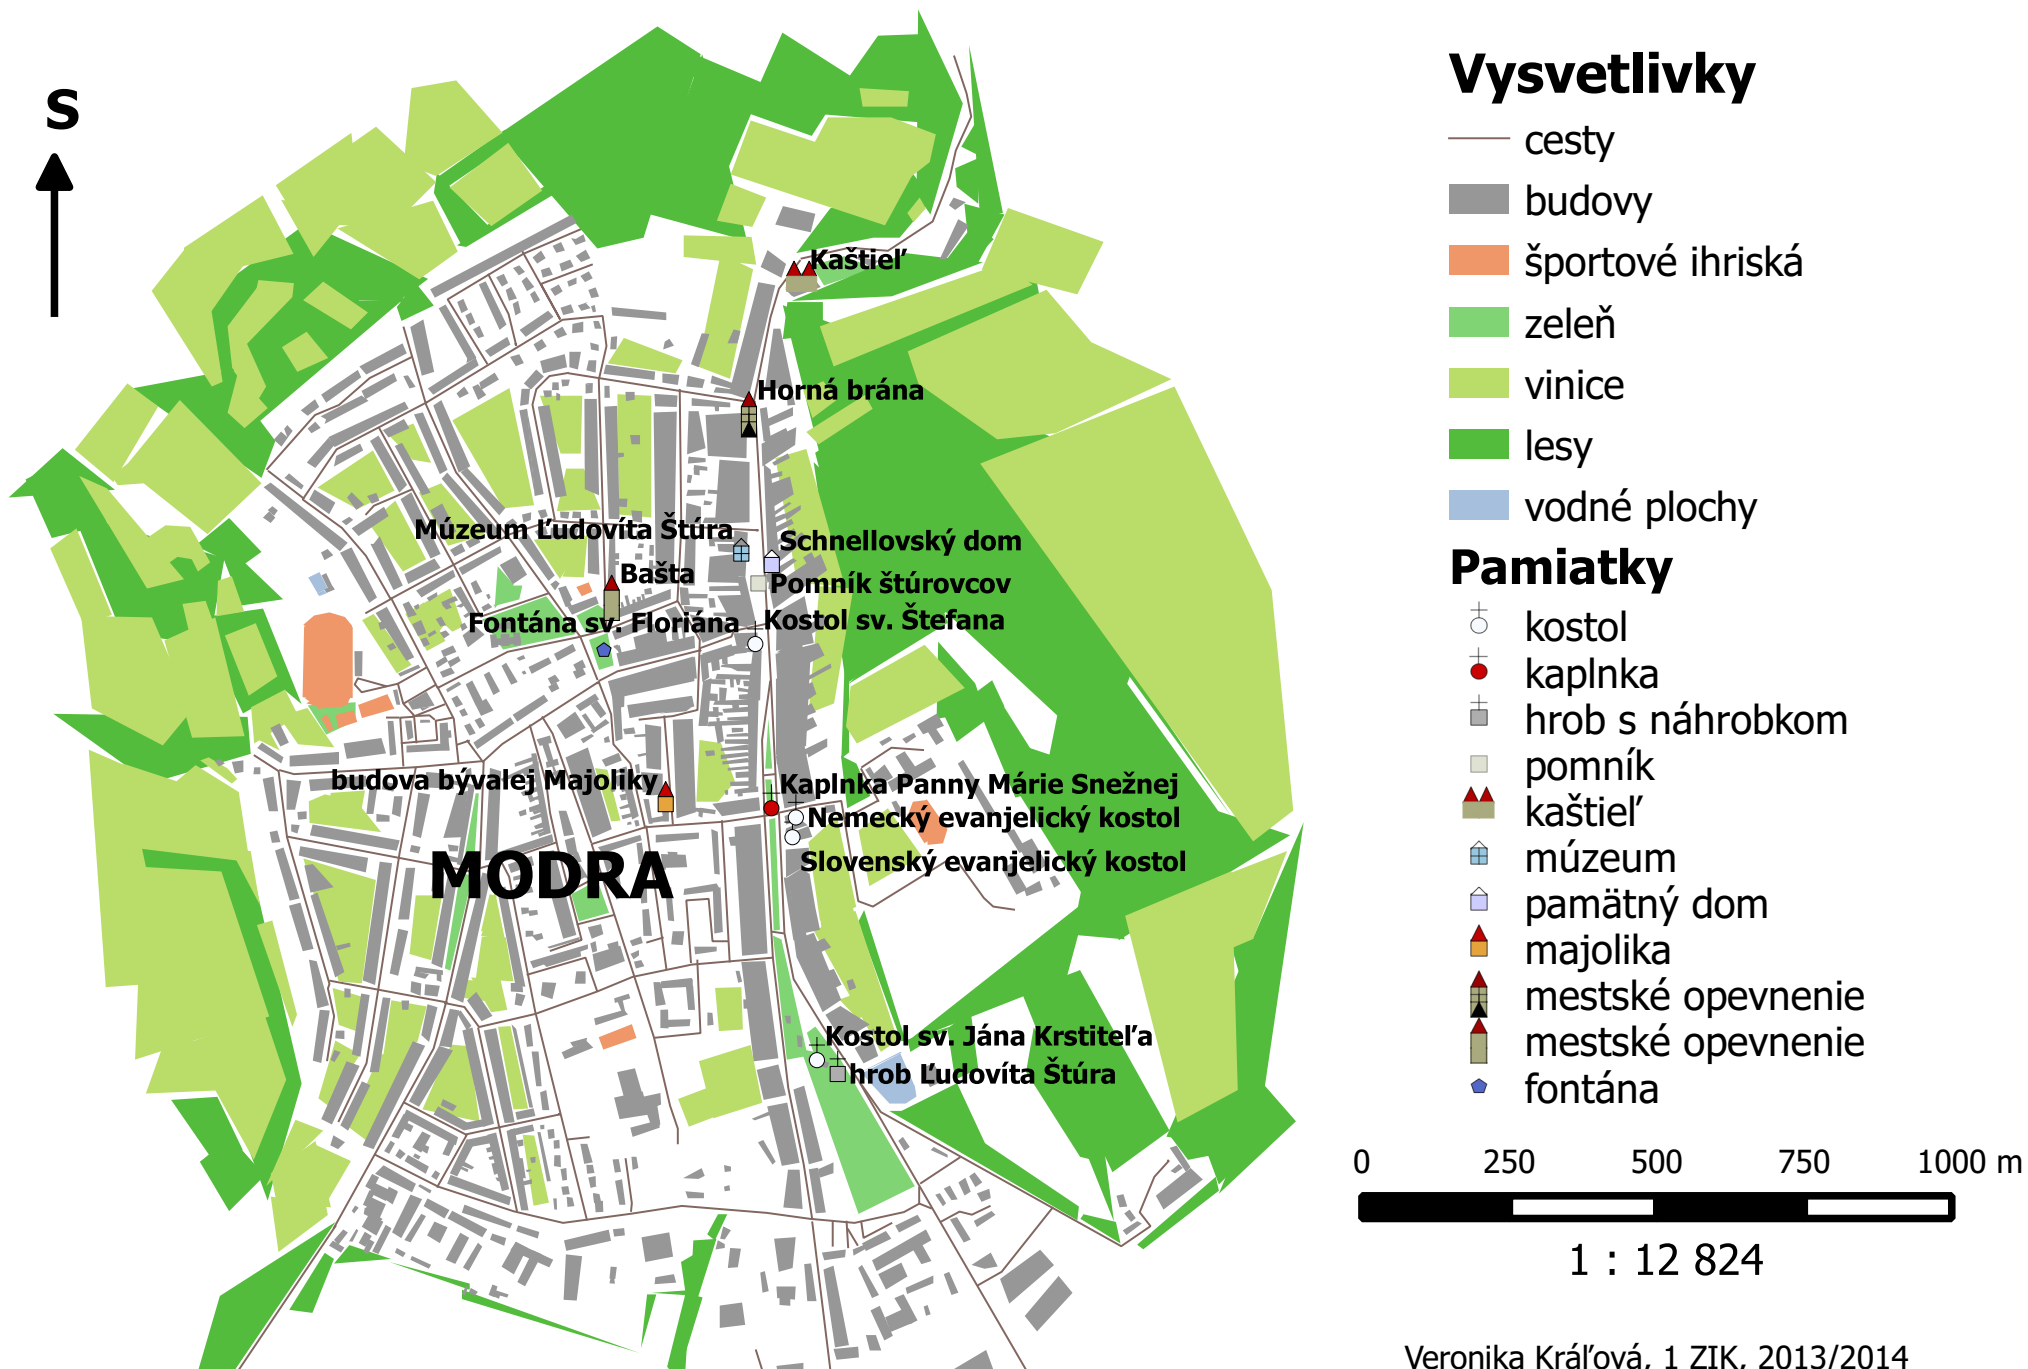 S
Kaštieľ
Horná brána
Múzeum Ľudovíta Štúra
Schnellovský dom
Bašta
Pomník štúrovcov
Fontána sv. Floriána
Kostol sv. Štefana
budova bývalej Majoliky
Kaplnka Panny Márie Snežnej
Nemecký evanjelický kostol
Slovenský evanjelický kostol
MODRA
Kostol sv. Jána Krstiteľa
hrob Ľudovíta Štúra
Vysvetlivky
cesty
budovy
športové ihriská
zeleň
vinice
lesy
vodné plochy
Pamiatky
kostol
kaplnka
hrob s náhrobkom
pomník
kaštieľ
múzeum
pamätný dom
majolika
mestské opevnenie
mestské opevnenie
fontána
0 250 500 750 1000 m
1 : 12 824
Veronika Kráľová, 1 ZIK, 2013/2014